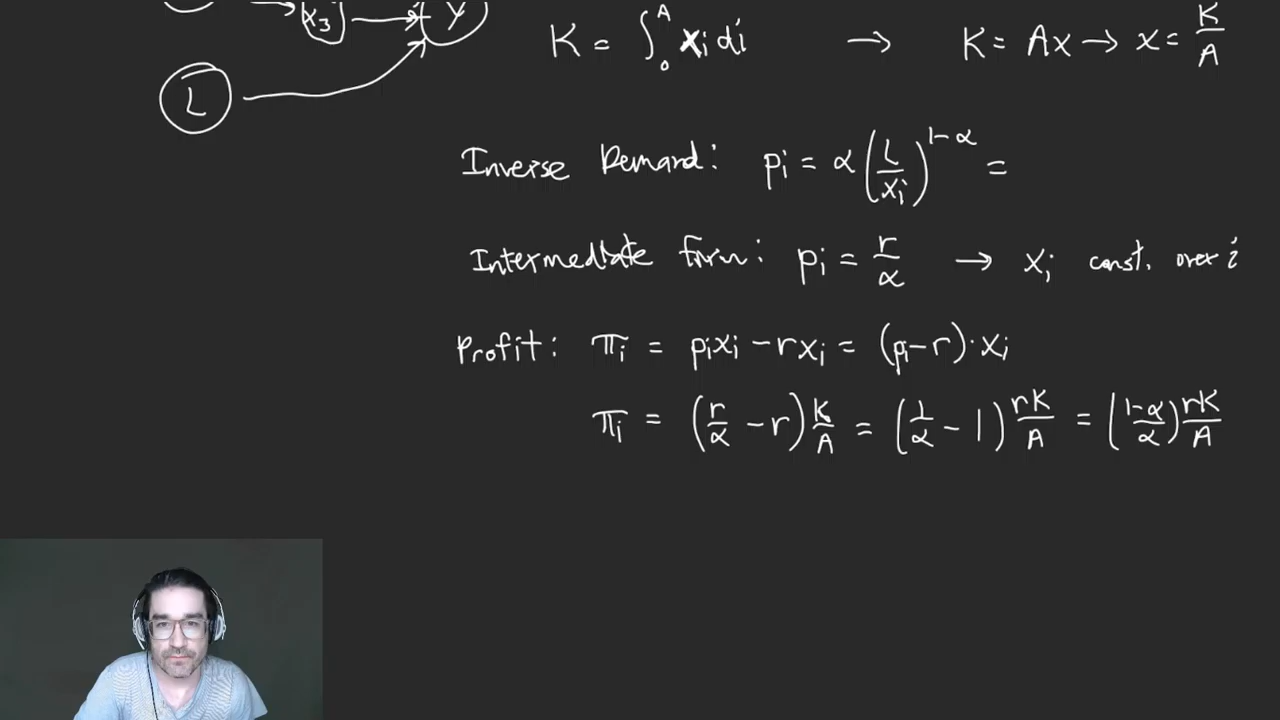 x₃ → Y
K = ∫₀ᴬ xᵢ di → K = Ax → x = K/A
L
Inverse Demand: pᵢ = α(L/xᵢ)^(1-α) =
Intermediate firm: pᵢ = r/α → xᵢ const. over i
Profit: πᵢ = pᵢxᵢ - rxᵢ = (pᵢ - r)·xᵢ
πᵢ = (r/α - r) K/A = (1/α - 1) rK/A = ((1-α)/α) rK/A